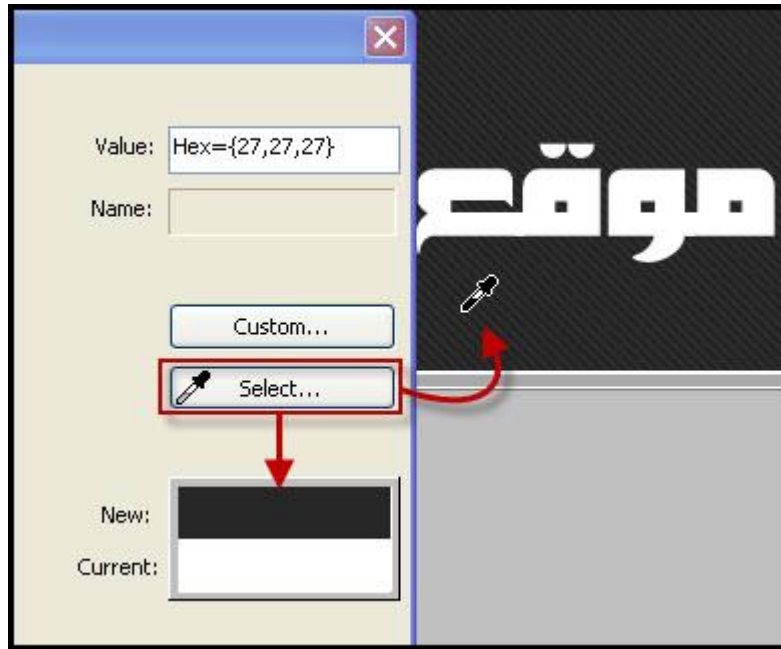 Value: Hex={27,27,27}
Name:
موقع
Custom...
Select...
New:
Current: